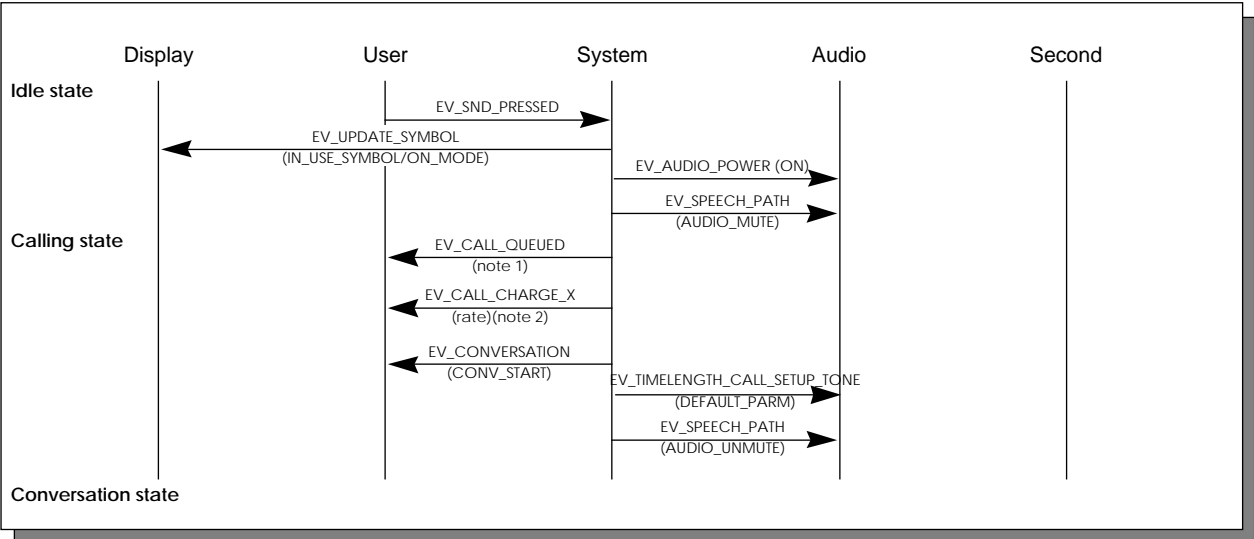 Display User System Audio Second
Idle state
EV_SND_PRESSED
EV_UPDATE_SYMBOL
(IN_USE_SYMBOL/ON_MODE)
EV_AUDIO_POWER (ON)
EV_SPEECH_PATH
(AUDIO_MUTE)
Calling state
EV_CALL_QUEUED
(note 1)
EV_CALL_CHARGE_X
(rate)(note 2)
EV_CONVERSATION
(CONV_START)
EV_TIMELENGTH_CALL_SETUP_TONE
(DEFAULT_PARM)
EV_SPEECH_PATH
(AUDIO_UNMUTE)
Conversation state